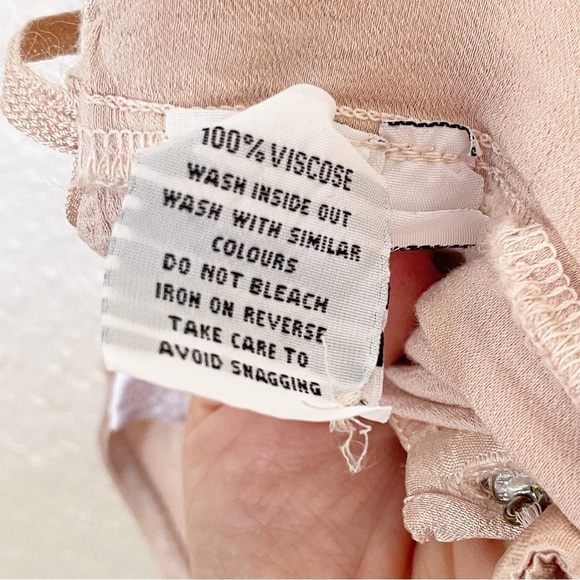 100% VISCOSE
WASH INSIDE OUT
WASH WITH SIMILAR
COLOURS
DO NOT BLEACH
IRON ON REVERSE
TAKE CARE TO
AVOID SNAGGING